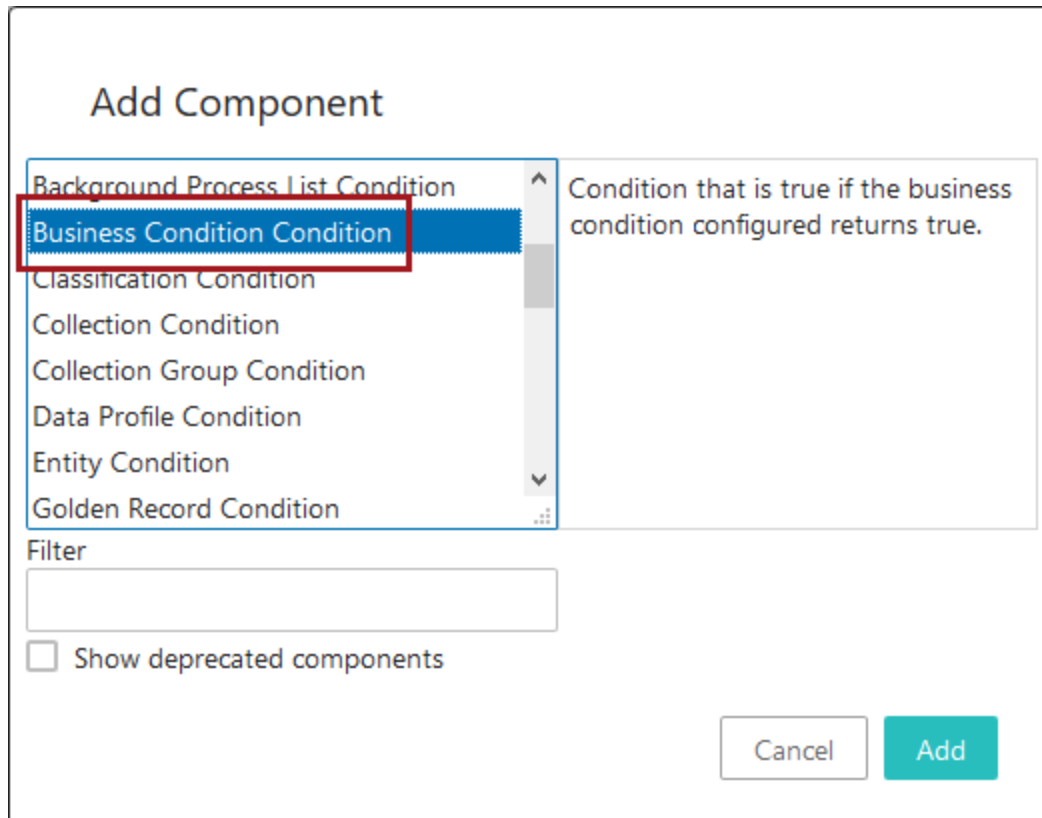 Add Component
Background Process List Condition
Business Condition Condition
Classification Condition
Collection Condition
Collection Group Condition
Data Profile Condition
Entity Condition
Golden Record Condition
Condition that is true if the business
condition configured returns true.
Filter
Show deprecated components
Cancel
Add